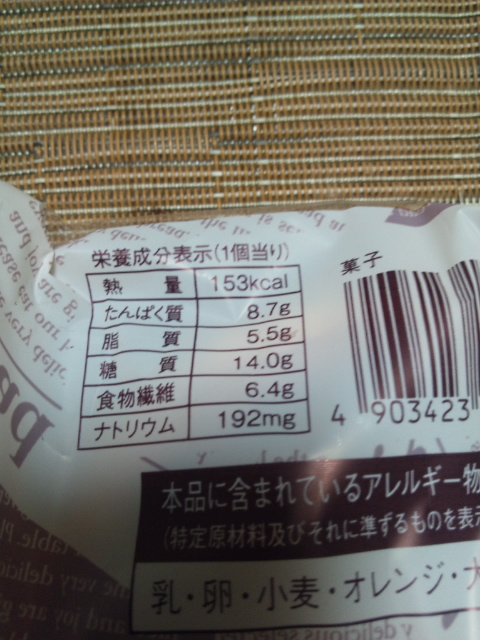 栄養成分表示(1個当り)
熱量 153kcal
たんぱく質 8.7g
脂質 5.5g
糖質 14.0g
食物繊維 6.4g
ナトリウム 192mg
菓子
4 903423
本品に含まれているアレルギー物
(特定原材料及びそれに準ずるものを表示
乳・卵・小麦・オレンジ・大